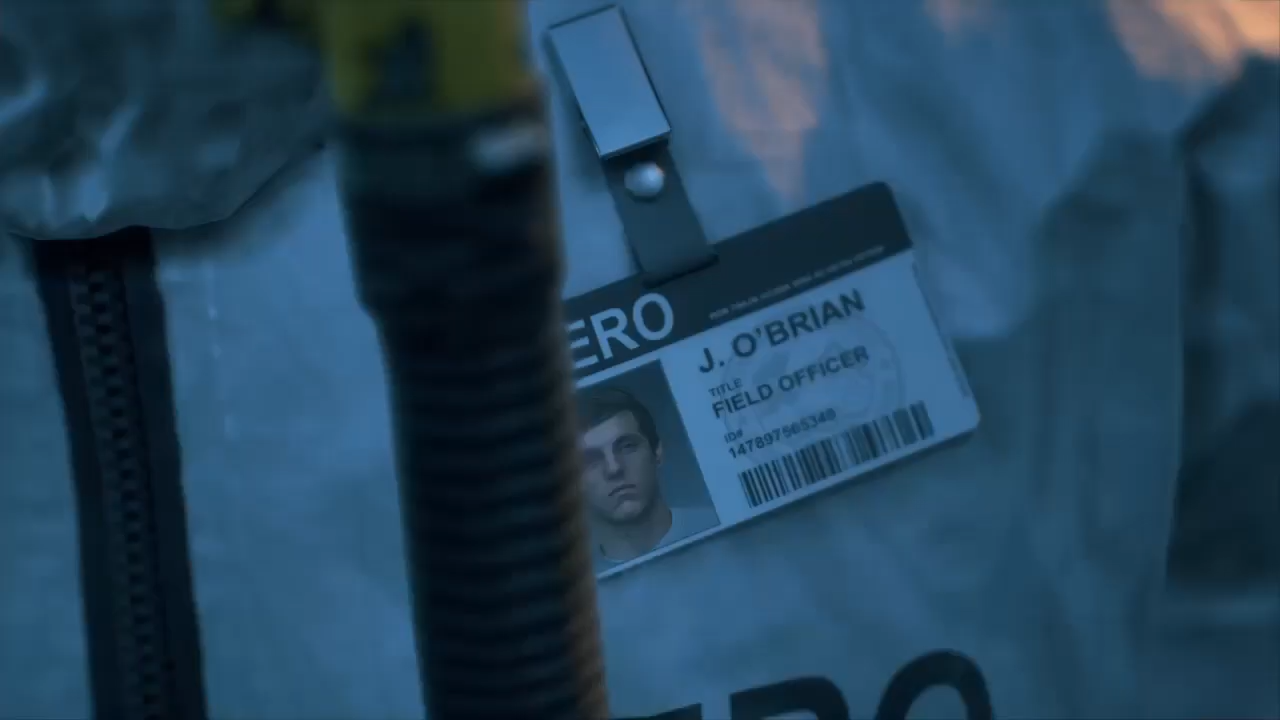 ERO
J. O'BRIAN
TITLE
FIELD OFFICER
ID#
147897565349
ERO